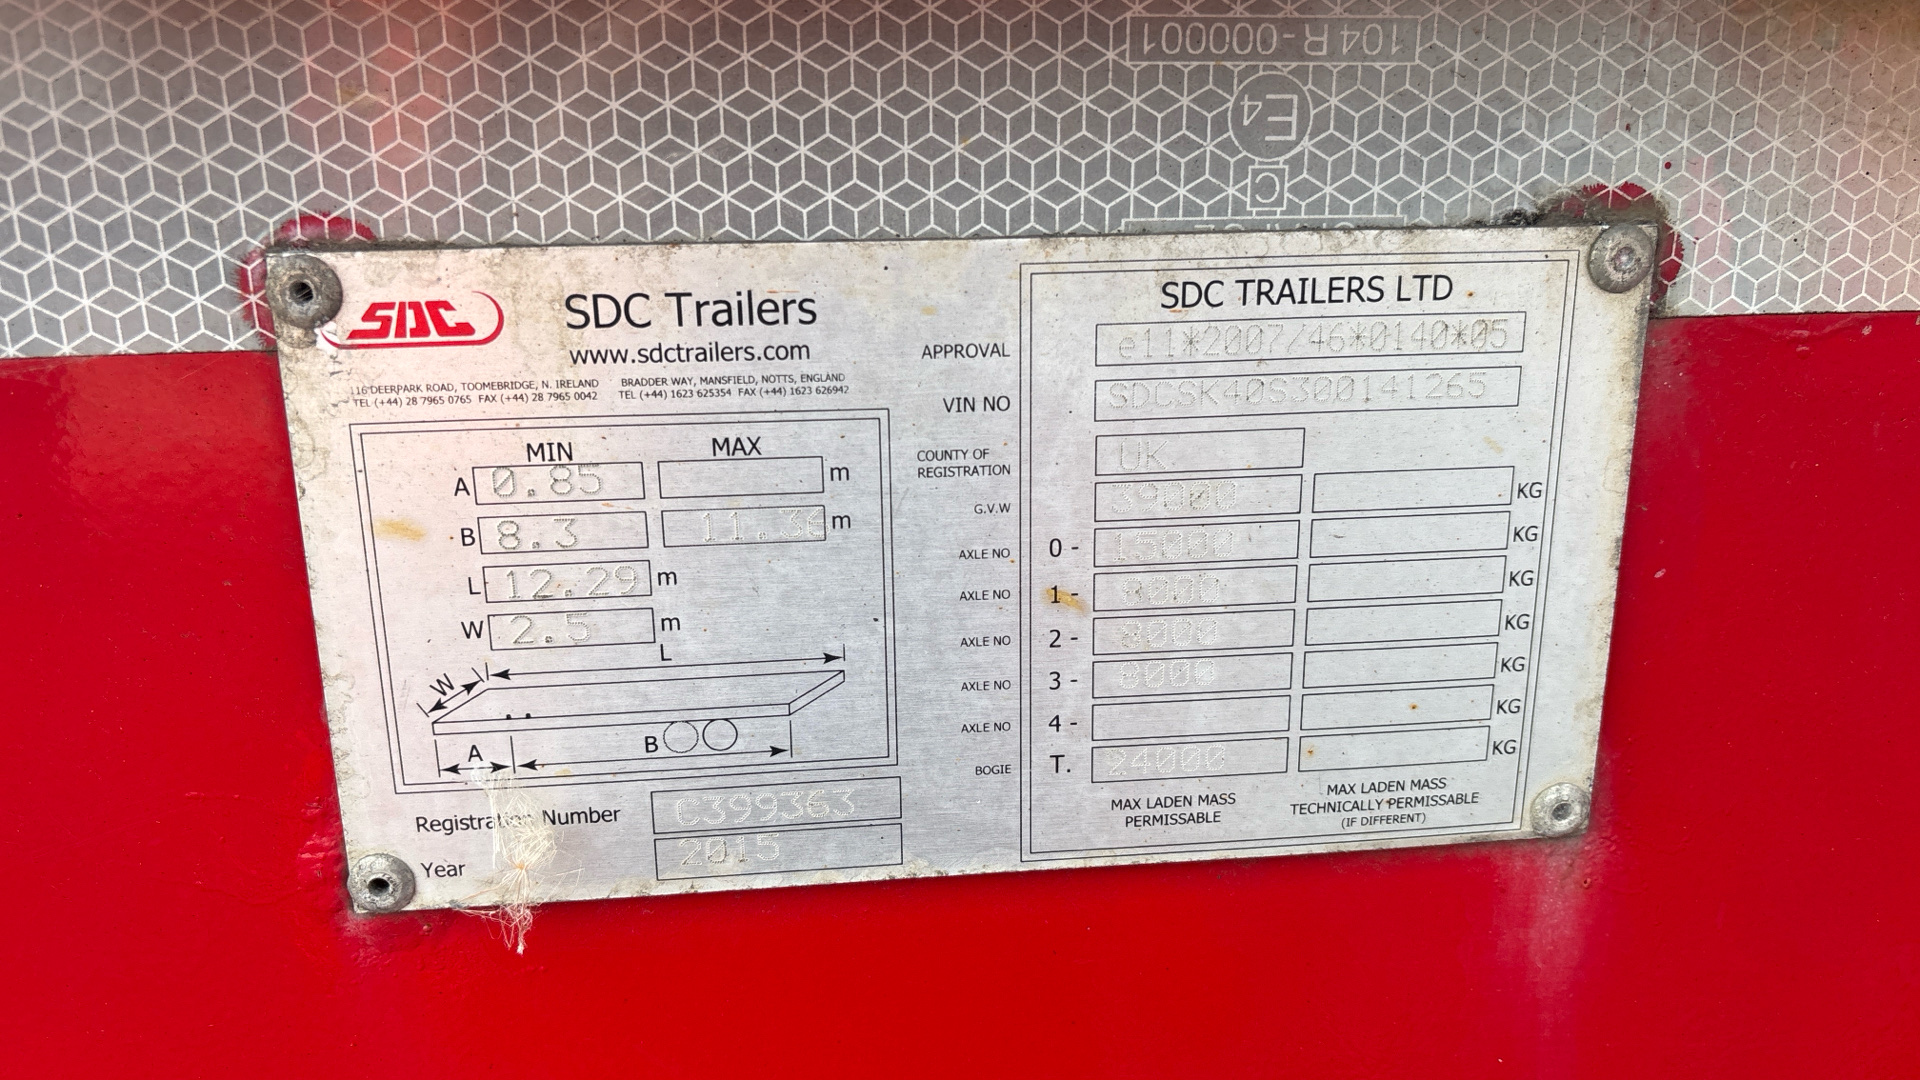 104 R-000001
E4
C
SDC
SDC Trailers
www.sdctrailers.com
116 DEERPARK ROAD, TOOMEBRIDGE, N. IRELAND
TEL (+44) 28 7965 0765 FAX (+44) 28 7965 0042
BRADDER WAY, MANSFIELD, NOTTS, ENGLAND
TEL (+44) 1623 625354 FAX (+44) 1623 626942
MIN MAX
A 0.85 m
B 8.3 11.36 m
L 12.29 m
W 2.5 m
L
W
A
B
Registration Number C399363
Year 2015
SDC TRAILERS LTD
APPROVAL e11*2007/46*0140*05
VIN NO SDCSK40S300141265
COUNTY OF
REGISTRATION UK
G.V.W 39000 KG
AXLE NO 0 - 15000 KG
AXLE NO 1 - 8000 KG
AXLE NO 2 - 8000 KG
AXLE NO 3 - 8000 KG
AXLE NO 4 - KG
BOGIE T. 24000 KG
MAX LADEN MASS
PERMISSABLE
MAX LADEN MASS
TECHNICALLY PERMISSABLE
(IF DIFFERENT)